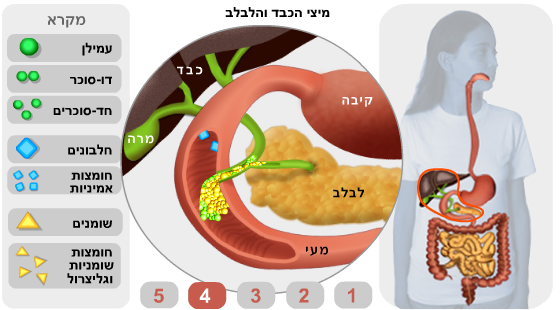 מיצי הכבד והלבלב
מקרא
עמילן
דו-סוכר
חד-סוכרים
חלבונים
חומצות
אמיניות
שומנים
חומצות
שומניות
וגליצרול
כבד
מרה
קיבה
לבלב
מעי
1 2 3 4 5